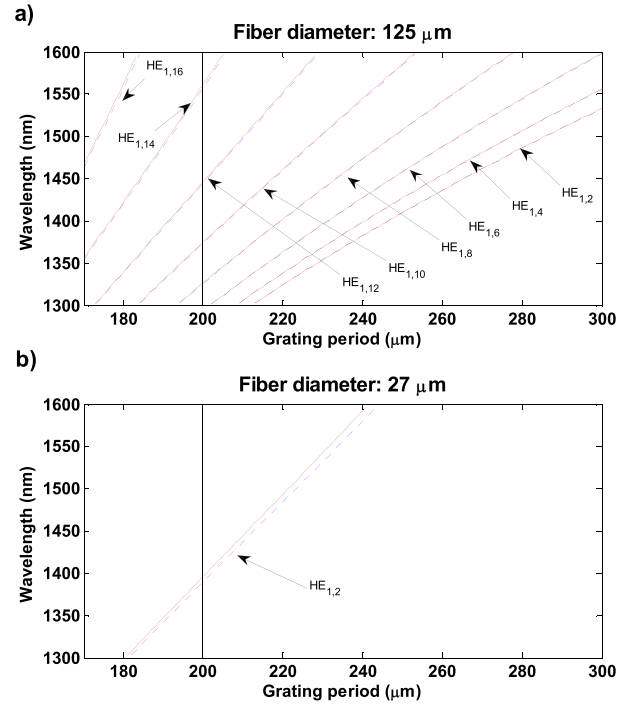 a)
Fiber diameter: 125 μm
1600
1550
1500
1450
1400
1350
1300
Wavelength (nm)
HE1,16
HE1,14
HE1,2
HE1,4
HE1,6
HE1,8
HE1,10
HE1,12
180 200 220 240 260 280 300
Grating period (μm)
b)
Fiber diameter: 27 μm
1600
1550
1500
1450
1400
1350
1300
Wavelength (nm)
HE1,2
180 200 220 240 260 280 300
Grating period (μm)